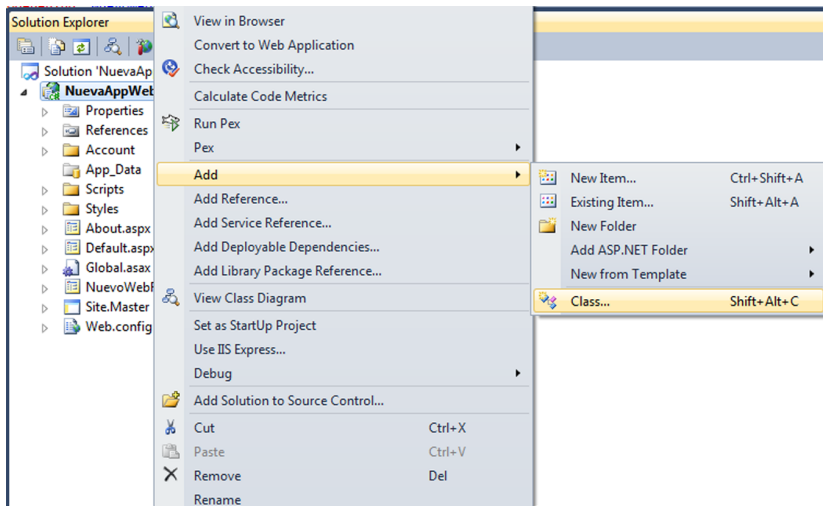 Solution Explorer
Solution 'NuevaAp
NuevaAppWeb
Properties
References
Account
App_Data
Scripts
Styles
About.aspx
Default.aspx
Global.asax
NuevoWebF
Site.Master
Web.config
View in Browser
Convert to Web Application
Check Accessibility...
Calculate Code Metrics
Run Pex
Pex
Add
Add Reference...
Add Service Reference...
Add Deployable Dependencies...
Add Library Package Reference...
View Class Diagram
Set as StartUp Project
Use IIS Express...
Debug
Add Solution to Source Control...
Cut Ctrl+X
Paste Ctrl+V
Remove Del
Rename
New Item... Ctrl+Shift+A
Existing Item... Shift+Alt+A
New Folder
Add ASP.NET Folder
New from Template
Class... Shift+Alt+C